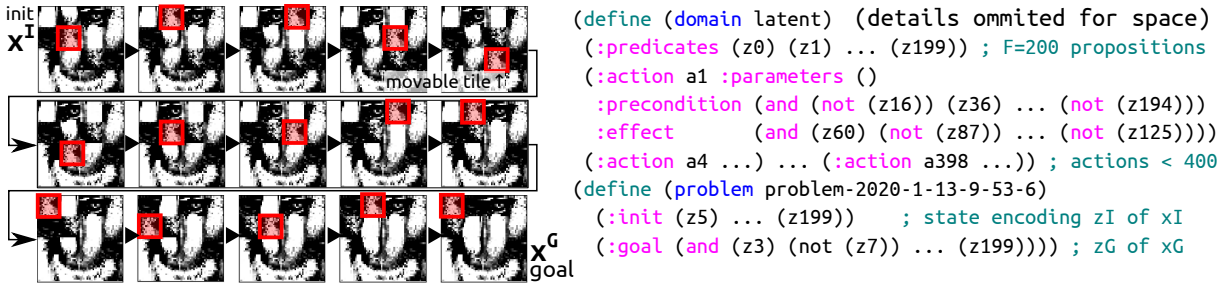 init
x^I
movable tile ↑
x^G
goal
(define (domain latent) (details ommited for space)
(:predicates (z0) (z1) ... (z199)) ; F=200 propositions
(:action a1 :parameters ()
:precondition (and (not (z16)) (z36) ... (not (z194)))
:effect (and (z60) (not (z87)) ... (not (z125))))
(:action a4 ...) ... (:action a398 ...)) ; actions < 400
(define (problem problem-2020-1-13-9-53-6)
(:init (z5) ... (z199)) ; state encoding zI of xI
(:goal (and (z3) (not (z7)) ... (z199)))) ; zG of xG